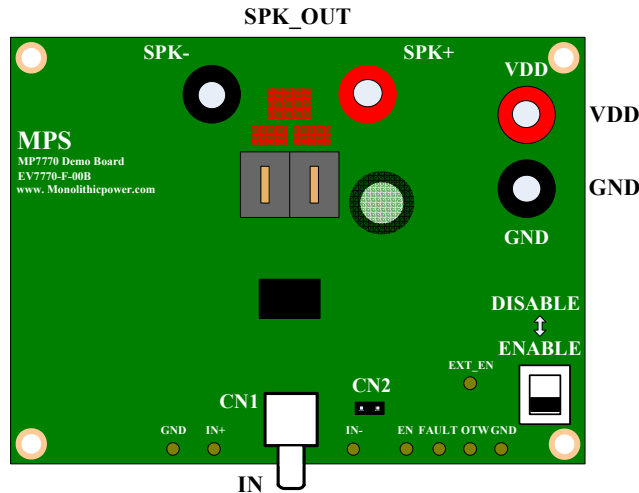 SPK_OUT
SPK-
SPK+
VDD
VDD
MPS
MP7770 Demo Board
EV7770-F-00B
www. Monolithicpower.com
GND
GND
DISABLE
ENABLE
EXT_EN
CN1
CN2
GND
IN+
IN-
EN
FAULT
OTW
GND
IN